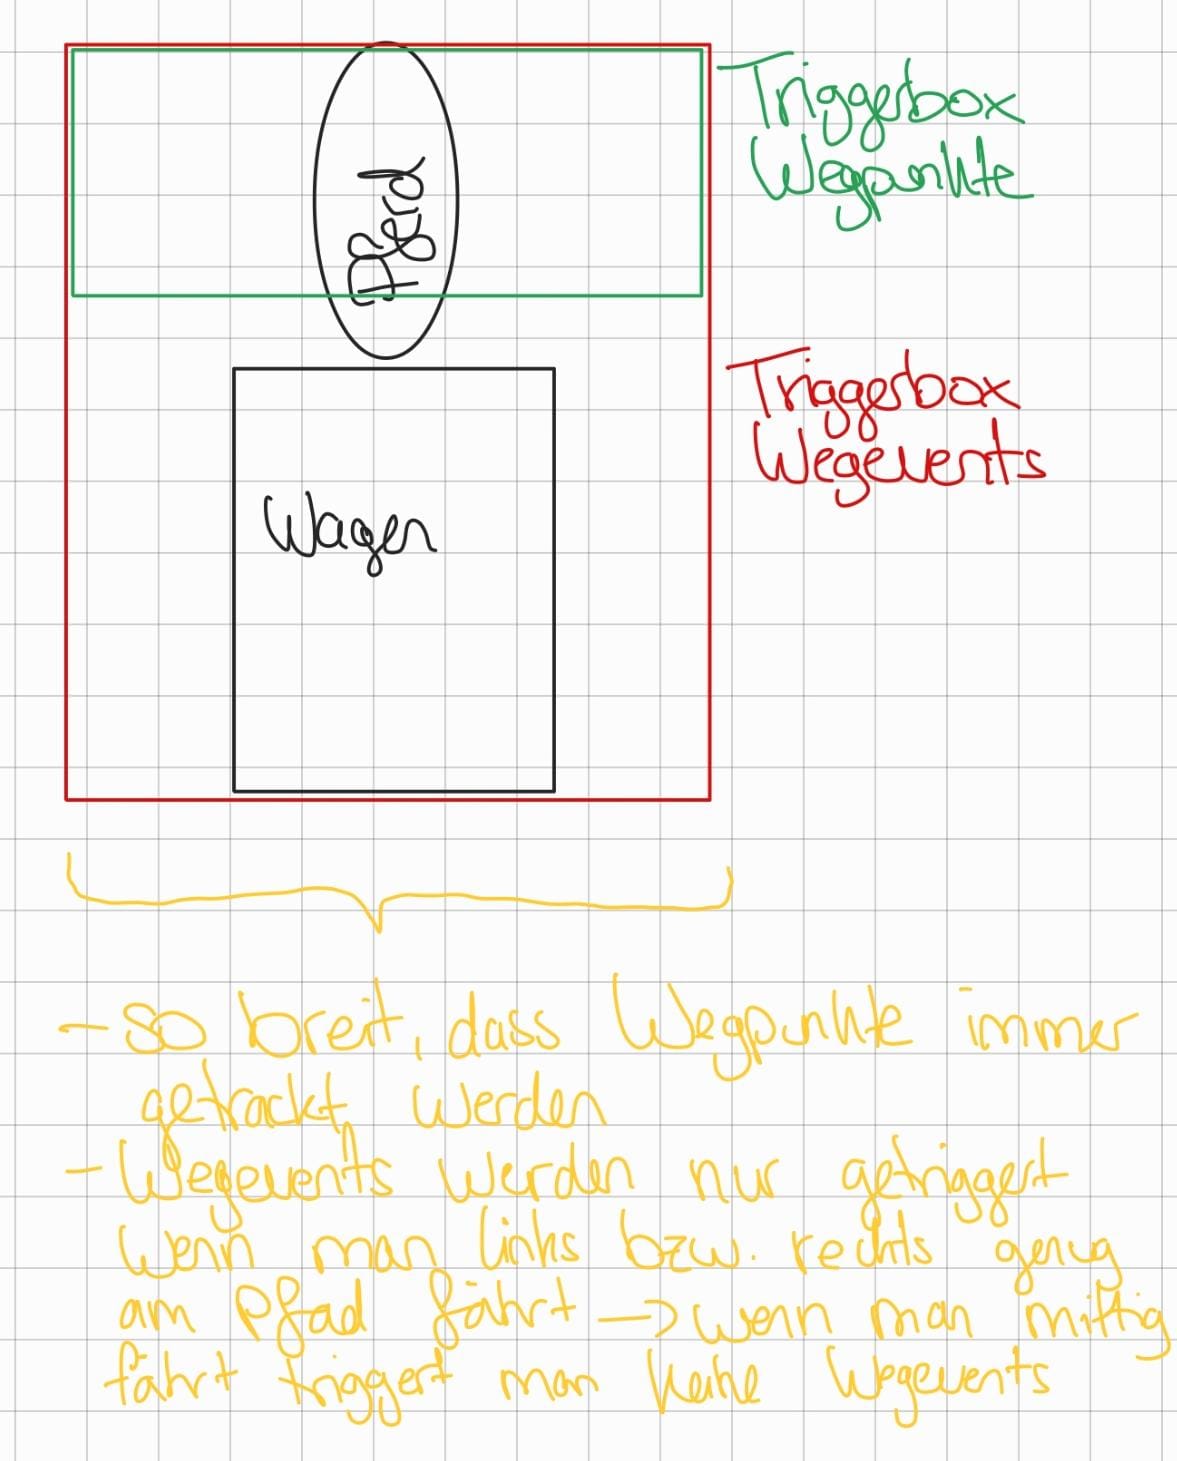 Triggerbox
Wegpunkte
Pferd
Triggerbox
Wegevents
Wagen
- so breit, dass Wegpunkte immer
getrackt werden
- Wegevents werden nur getriggert
wenn man links bzw. rechts genug
am Pfad fährt -> wenn man mittig
fährt triggert man keine Wegevents